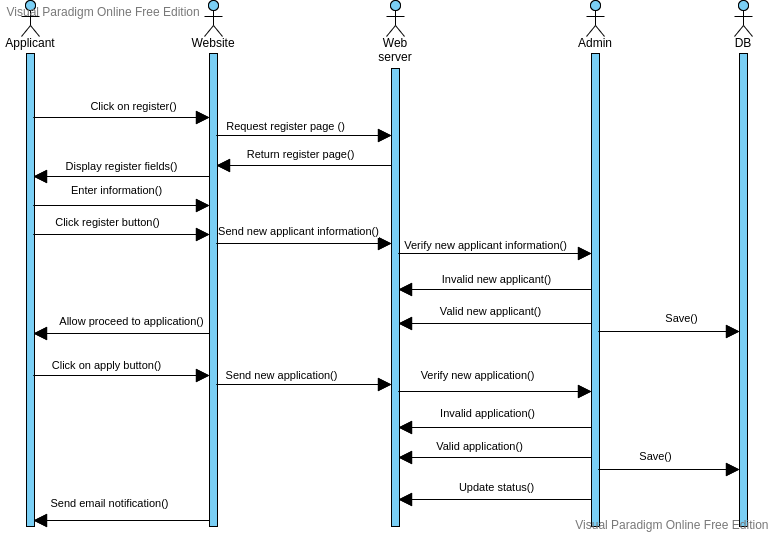 Visual Paradigm Online Free Edition
Applicant
Website
Web
server
Admin
DB
Click on register()
Request register page ()
Return register page()
Display register fields()
Enter information()
Click register button()
Send new applicant information()
Verify new applicant information()
Invalid new applicant()
Valid new applicant()
Save()
Allow proceed to application()
Click on apply button()
Send new application()
Verify new application()
Invalid application()
Valid application()
Save()
Update status()
Send email notification()
Visual Paradigm Online Free Edition